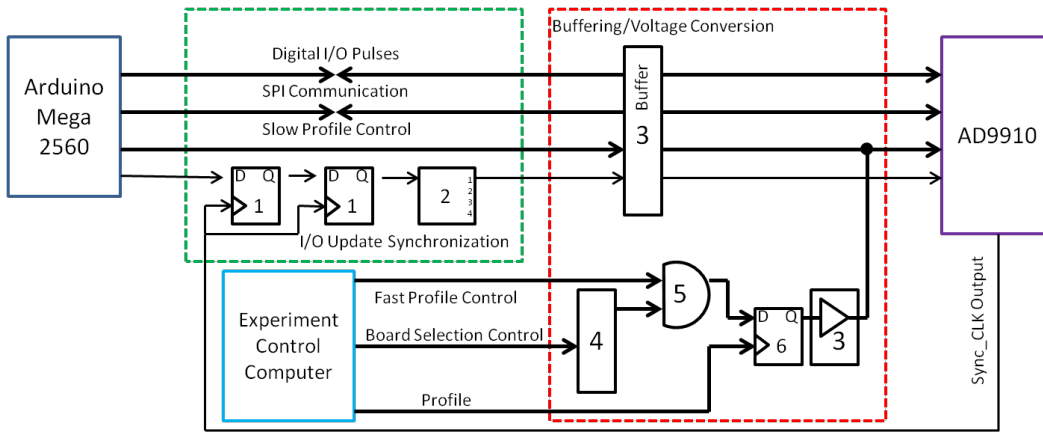 Buffering/Voltage Conversion
Digital I/O Pulses
SPI Communication
Slow Profile Control
Arduino
Mega
2560
Buffer
3
AD9910
D Q
1
D Q
1
2
1
2
3
4
I/O Update Synchronization
Experiment
Control
Computer
Fast Profile Control
Board Selection Control
Profile
4
5
D Q
6
3
Sync_CLK Output